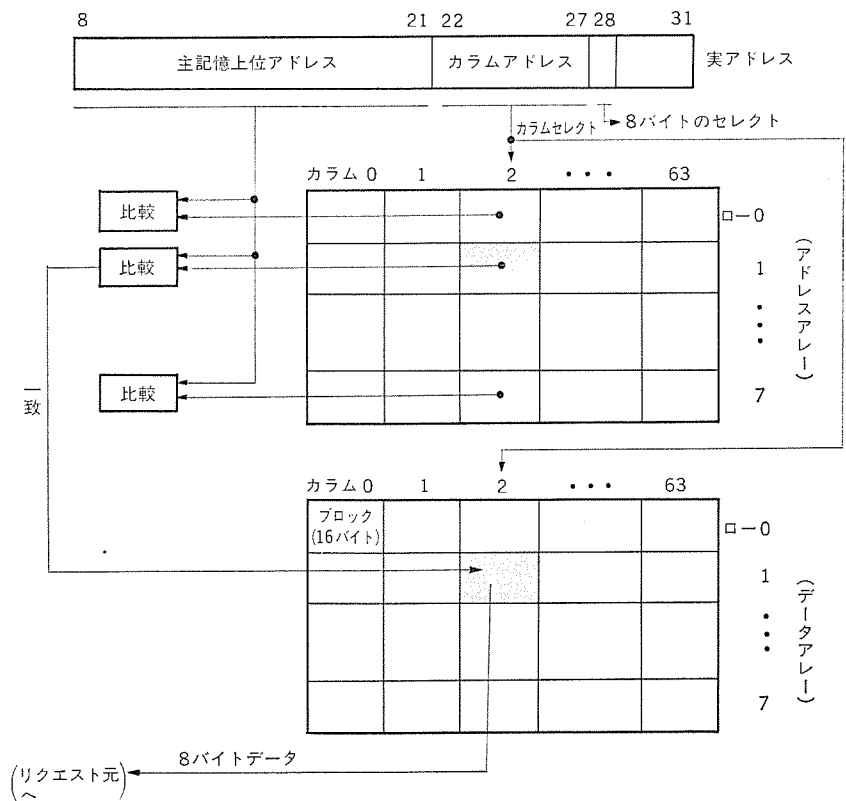 8 21 22 27 28 31
主記憶上位アドレス カラムアドレス 実アドレス
カラムセレクト 8バイトのセレクト
カラム0 1 2 ・・・ 63
比較 ロー0
比較 1
・・・
比較 7
(アドレスアレー)
一致
カラム0 1 2 ・・・ 63
ブロック
(16バイト)
ロー0
1
・・・
7
(データアレー)
8バイトデータ
(リクエスト元へ)